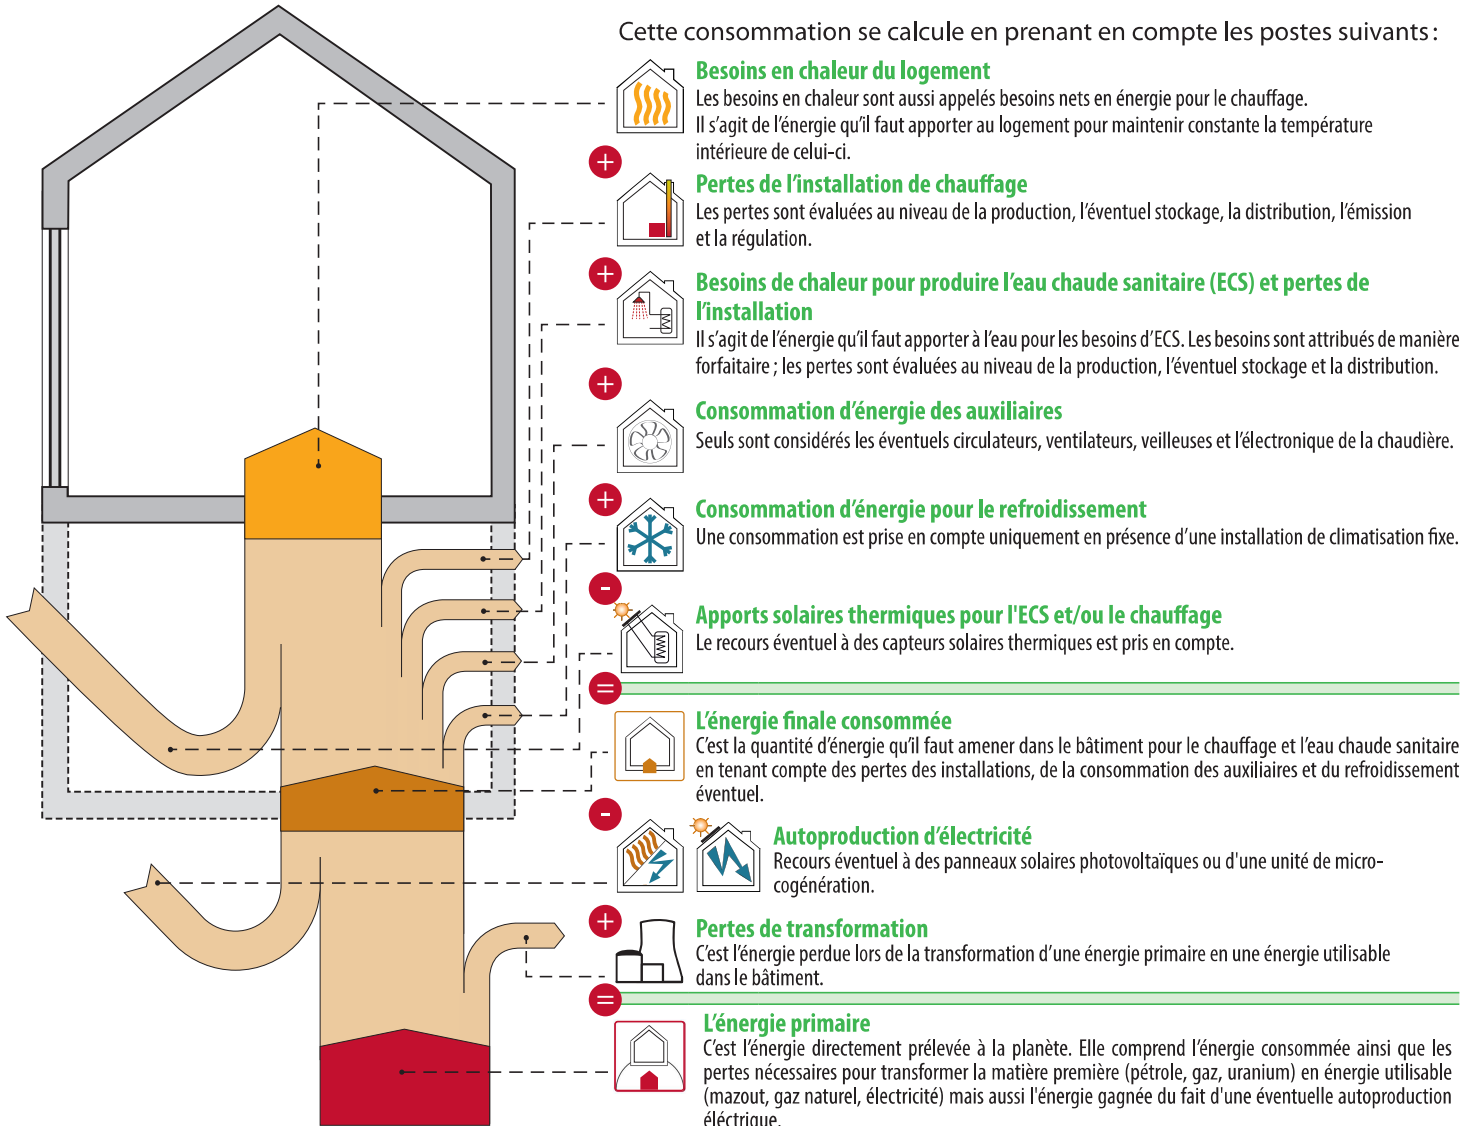 Cette consommation se calcule en prenant en compte les postes suivants :
Besoins en chaleur du logement
Les besoins en chaleur sont aussi appelés besoins nets en énergie pour le chauffage.
Il s'agit de l'énergie qu'il faut apporter au logement pour maintenir constante la température
intérieure de celui-ci.
+
Pertes de l'installation de chauffage
Les pertes sont évaluées au niveau de la production, l'éventuel stockage, la distribution, l'émission
et la régulation.
+
Besoins de chaleur pour produire l'eau chaude sanitaire (ECS) et pertes de
l'installation
Il s'agit de l'énergie qu'il faut apporter à l'eau pour les besoins d'ECS. Les besoins sont attribués de manière
forfaitaire ; les pertes sont évaluées au niveau de la production, l'éventuel stockage et la distribution.
+
Consommation d'énergie des auxiliaires
Seuls sont considérés les éventuels circulateurs, ventilateurs, veilleuses et l'électronique de la chaudière.
+
Consommation d'énergie pour le refroidissement
Une consommation est prise en compte uniquement en présence d'une installation de climatisation fixe.
-
Apports solaires thermiques pour l'ECS et/ou le chauffage
Le recours éventuel à des capteurs solaires thermiques est pris en compte.
=
L'énergie finale consommée
C'est la quantité d'énergie qu'il faut amener dans le bâtiment pour le chauffage et l'eau chaude sanitaire
en tenant compte des pertes des installations, de la consommation des auxiliaires et du refroidissement
éventuel.
-
Autoproduction d'électricité
Recours éventuel à des panneaux solaires photovoltaïques ou d'une unité de micro-
cogénération.
+
Pertes de transformation
C'est l'énergie perdue lors de la transformation d'une énergie primaire en une énergie utilisable
dans le bâtiment.
=
L'énergie primaire
C'est l'énergie directement prélevée à la planète. Elle comprend l'énergie consommée ainsi que les
pertes nécessaires pour transformer la matière première (pétrole, gaz, uranium) en énergie utilisable
(mazout, gaz naturel, électricité) mais aussi l'énergie gagnée du fait d'une éventuelle autoproduction
éléctrique.